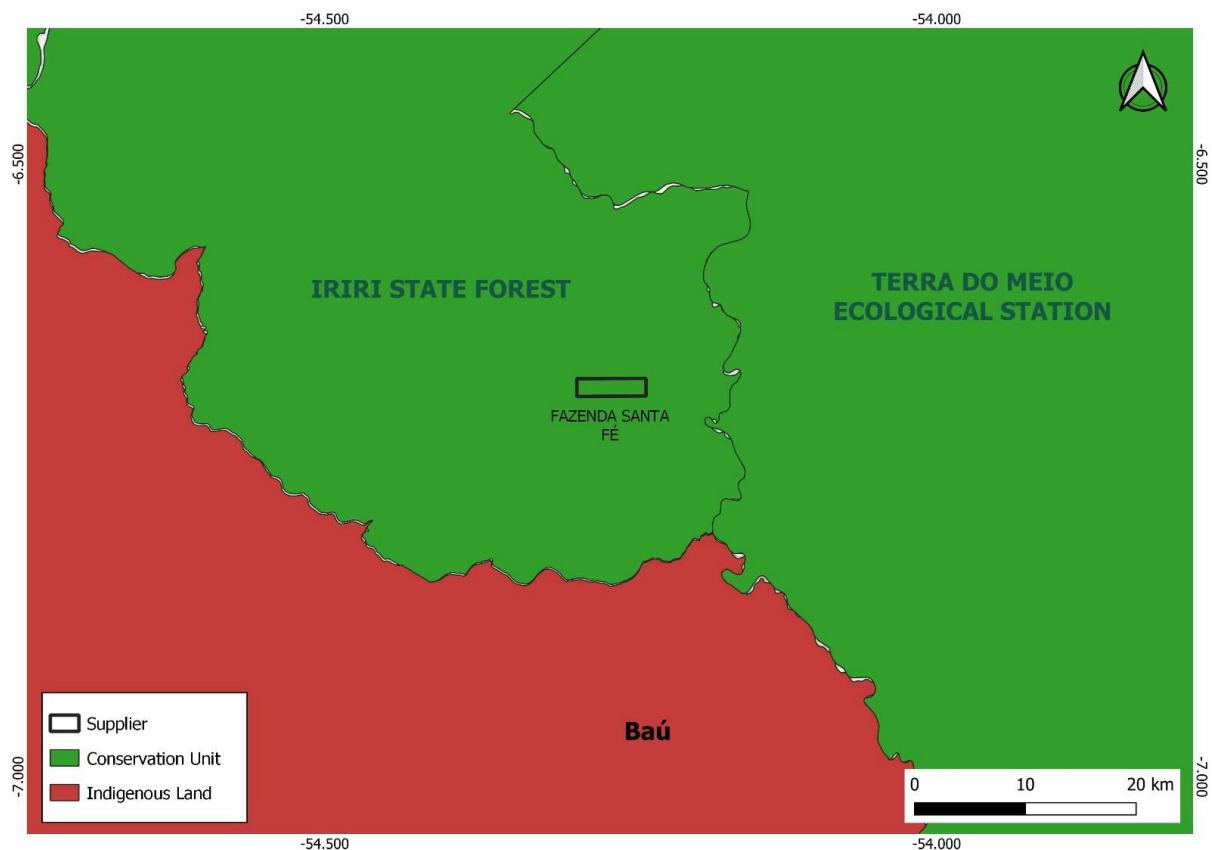 -54.500
-54.000
-6.500
-6.500
IRIRI STATE FOREST
TERRA DO MEIO
ECOLOGICAL STATION
FAZENDA SANTA
FÉ
Baú
Supplier
Conservation Unit
Indigenous Land
-7.000
-7.000
0 10 20 km
-54.500
-54.000